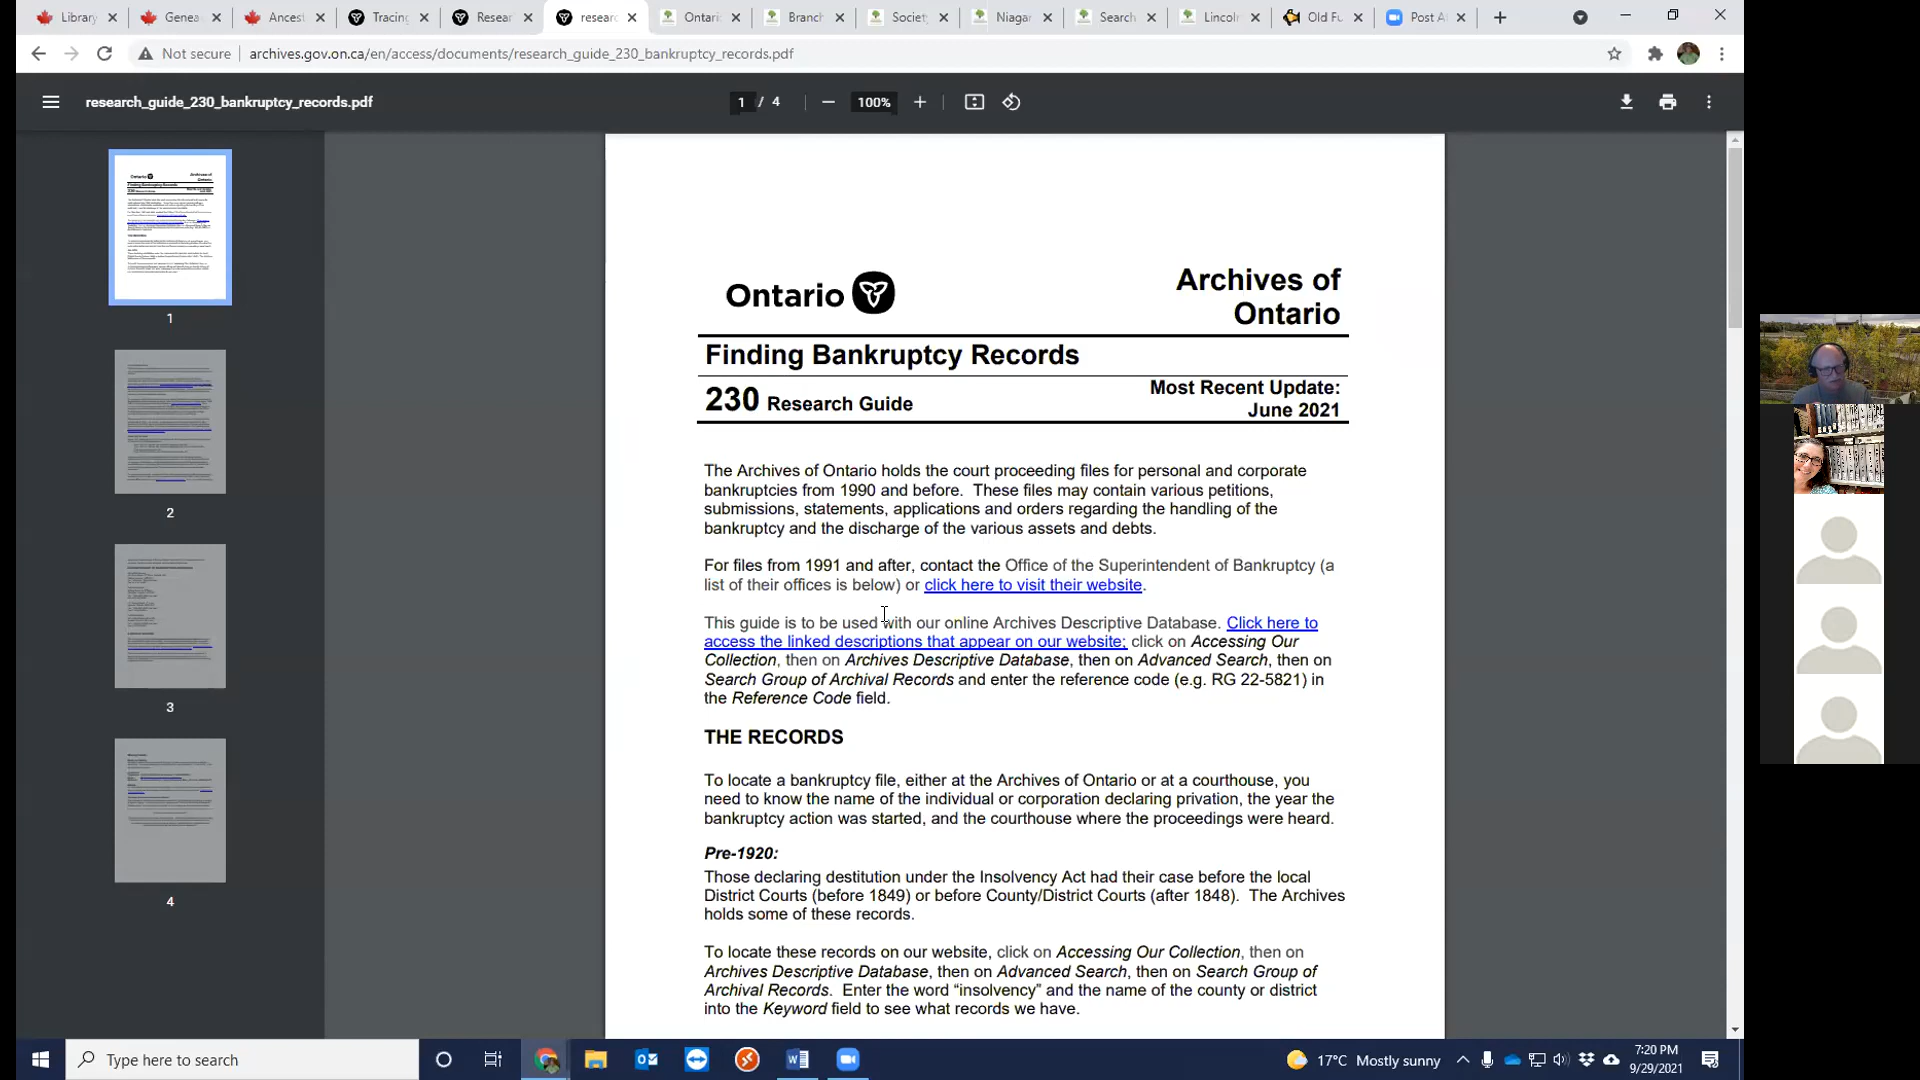 Library
Genea
Ancest
Tracing
Resear
researc
Ontari
Branch
Society
Niagar
Search
Lincoln
Old Fu
Post A
Not secure
archives.gov.on.ca/en/access/documents/research_guide_230_bankruptcy_records.pdf
research_guide_230_bankruptcy_records.pdf
1 / 4
100%
1
2
3
4
Ontario
Archives of
Ontario
Finding Bankruptcy Records
230 Research Guide
Most Recent Update:
June 2021
The Archives of Ontario holds the court proceeding files for personal and corporate
bankruptcies from 1990 and before. These files may contain various petitions,
submissions, statements, applications and orders regarding the handling of the
bankruptcy and the discharge of the various assets and debts.
For files from 1991 and after, contact the Office of the Superintendent of Bankruptcy (a
list of their offices is below) or click here to visit their website.
This guide is to be used with our online Archives Descriptive Database. Click here to
access the linked descriptions that appear on our website; click on Accessing Our
Collection, then on Archives Descriptive Database, then on Advanced Search, then on
Search Group of Archival Records and enter the reference code (e.g. RG 22-5821) in
the Reference Code field.
THE RECORDS
To locate a bankruptcy file, either at the Archives of Ontario or at a courthouse, you
need to know the name of the individual or corporation declaring privation, the year the
bankruptcy action was started, and the courthouse where the proceedings were heard.
Pre-1920:
Those declaring destitution under the Insolvency Act had their case before the local
District Courts (before 1849) or before County/District Courts (after 1848). The Archives
holds some of these records.
To locate these records on our website, click on Accessing Our Collection, then on
Archives Descriptive Database, then on Advanced Search, then on Search Group of
Archival Records. Enter the word “insolvency” and the name of the county or district
into the Keyword field to see what records we have.
Type here to search
17°C Mostly sunny
7:20 PM
9/29/2021